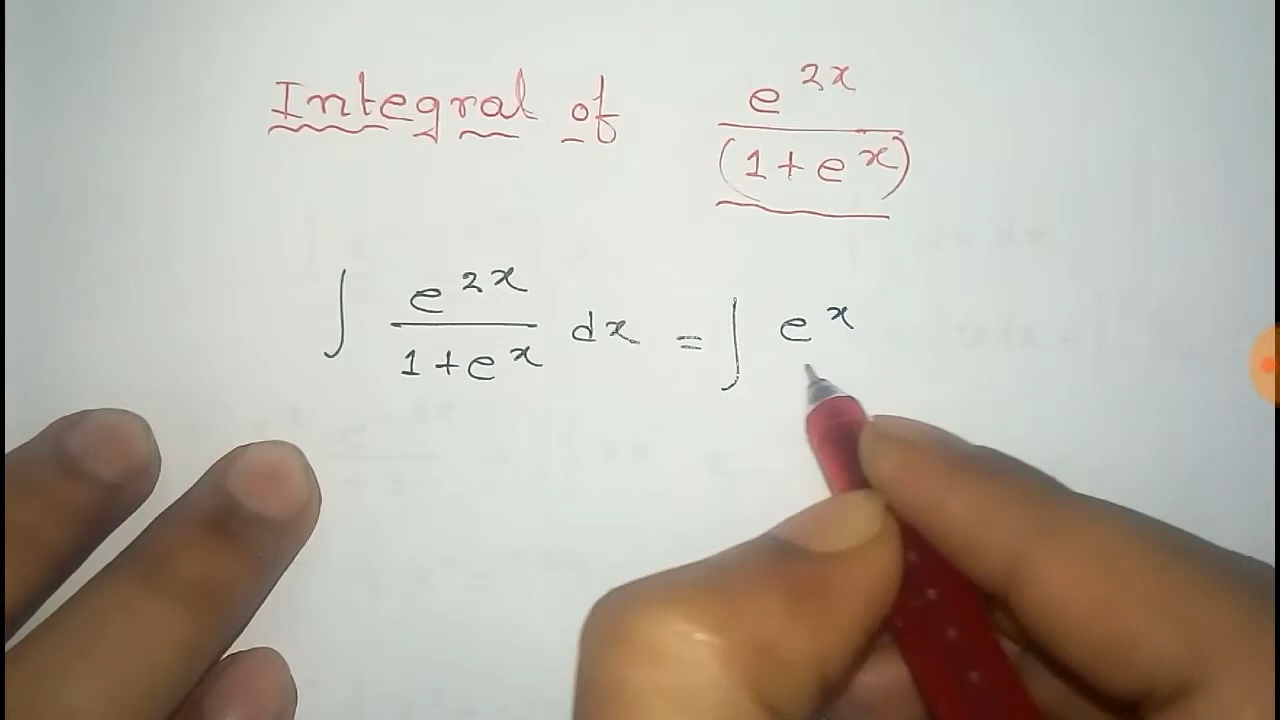 Integral of e^{2x}/(1+e^x)
∫ e^{2x}/1+e^x dx = ∫ e^x